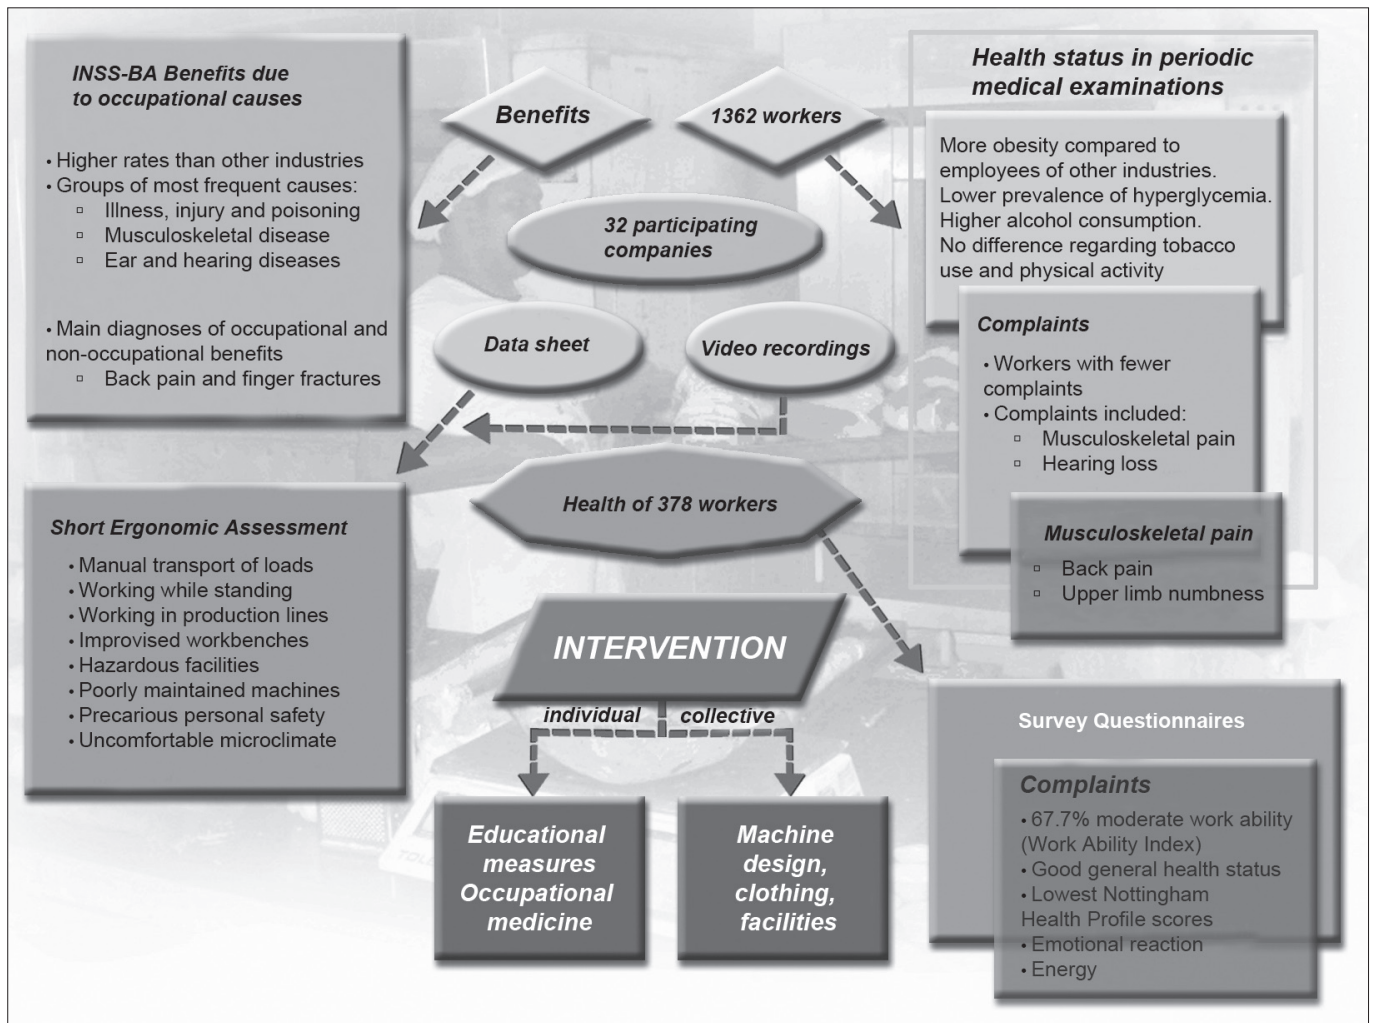 INSS-BA Benefits due
to occupational causes
• Higher rates than other industries
• Groups of most frequent causes:
▫ Illness, injury and poisoning
▫ Musculoskeletal disease
▫ Ear and hearing diseases
• Main diagnoses of occupational and
non-occupational benefits
▫ Back pain and finger fractures
Benefits
1362 workers
32 participating
companies
Data sheet
Video recordings
Health status in periodic
medical examinations
More obesity compared to
employees of other industries.
Lower prevalence of hyperglycemia.
Higher alcohol consumption.
No difference regarding tobacco
use and physical activity
Complaints
• Workers with fewer
complaints
• Complaints included:
▫ Musculoskeletal pain
▫ Hearing loss
Musculoskeletal pain
▫ Back pain
▫ Upper limb numbness
Health of 378 workers
Short Ergonomic Assessment
• Manual transport of loads
• Working while standing
• Working in production lines
• Improvised workbenches
• Hazardous facilities
• Poorly maintained machines
• Precarious personal safety
• Uncomfortable microclimate
INTERVENTION
individual collective
Educational
measures
Occupational
medicine
Machine
design,
clothing,
facilities
Survey Questionnaires
Complaints
• 67.7% moderate work ability
(Work Ability Index)
• Good general health status
• Lowest Nottingham
Health Profile scores
• Emotional reaction
• Energy